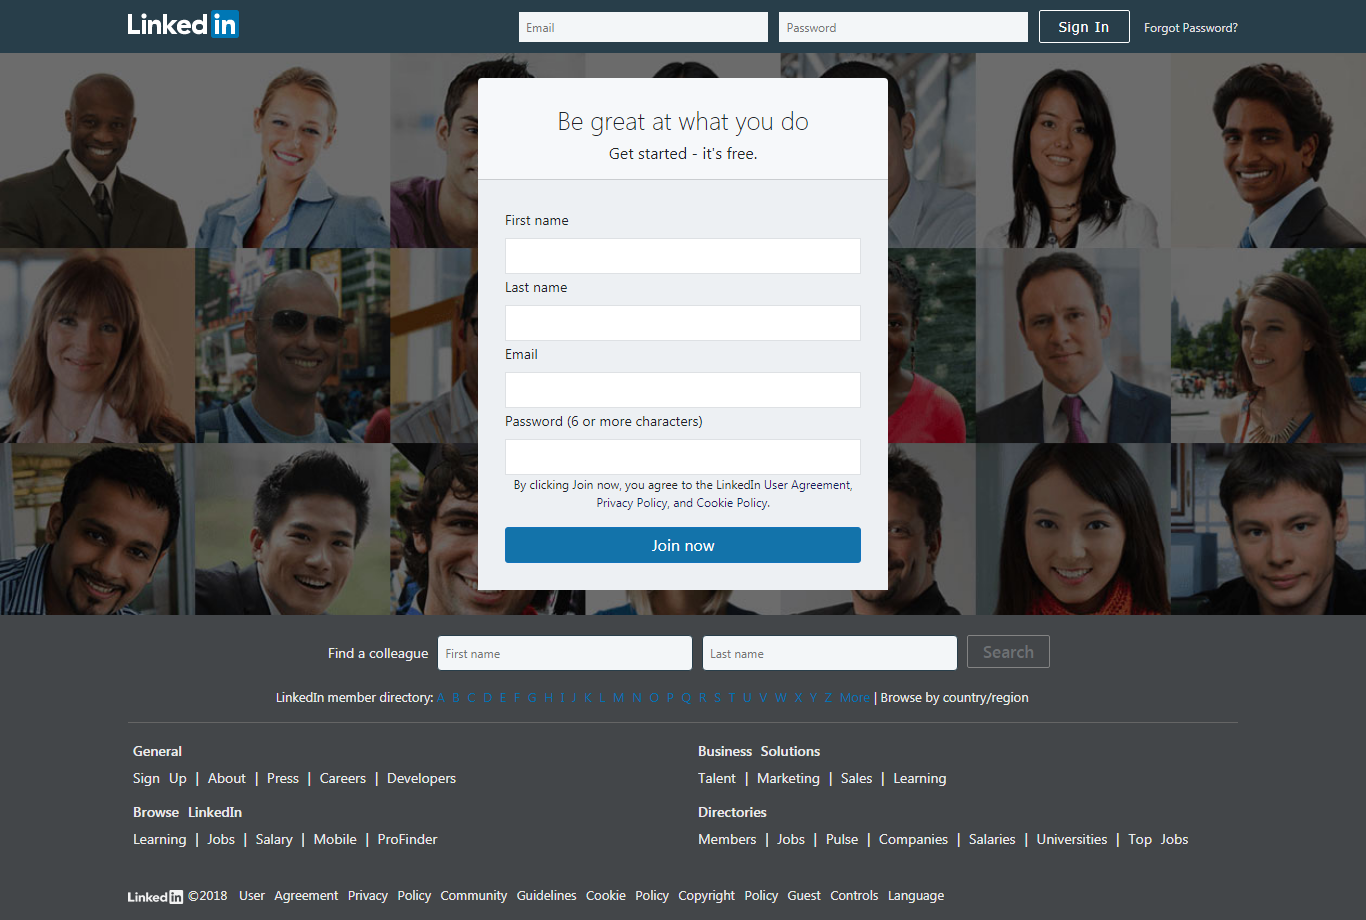 Linked in
Email
Password
Sign In
Forgot Password?
Be great at what you do
Get started - it's free.
First name
Last name
Email
Password (6 or more characters)
By clicking Join now, you agree to the LinkedIn User Agreement,
Privacy Policy, and Cookie Policy.
Join now
Find a colleague
First name
Last name
Search
LinkedIn member directory: A B C D E F G H I J K L M N O P Q R S T U V W X Y Z More | Browse by country/region
General
Sign Up | About | Press | Careers | Developers
Business Solutions
Talent | Marketing | Sales | Learning
Browse LinkedIn
Learning | Jobs | Salary | Mobile | ProFinder
Directories
Members | Jobs | Pulse | Companies | Salaries | Universities | Top Jobs
Linked in ©2018 User Agreement Privacy Policy Community Guidelines Cookie Policy Copyright Policy Guest Controls Language